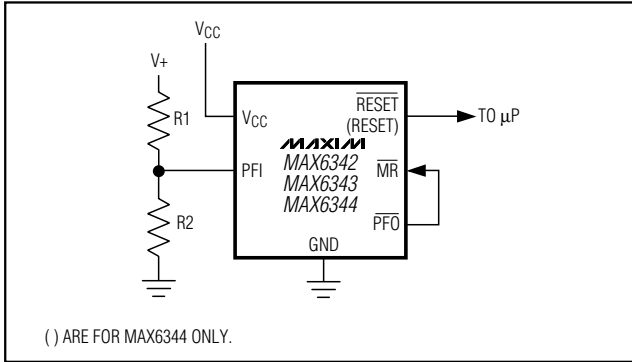 VCC
V+
R1
VCC
RESET
(RESET)
TO μP
MAXIM
MAX6342
MAX6343
MAX6344
PFI
MR
R2
PFO
GND
( ) ARE FOR MAX6344 ONLY.